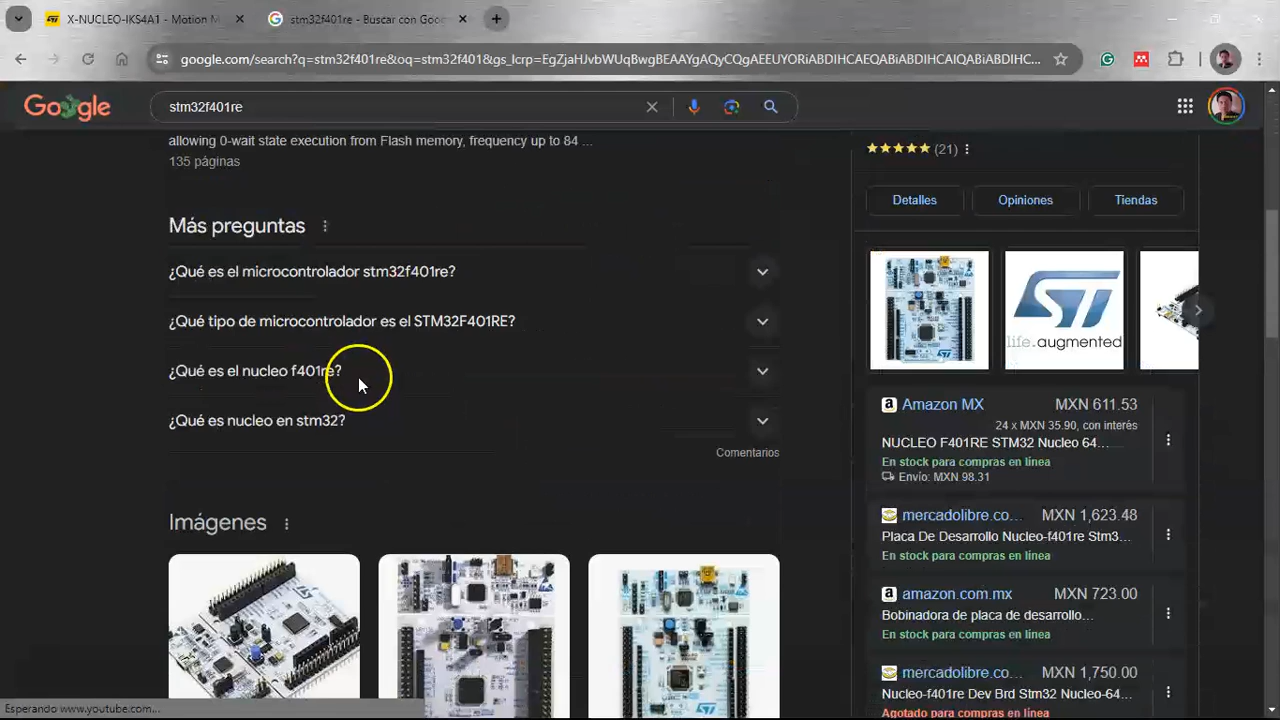 X-NUCLEO-IKS4A1 - Motion M
stm32f401re - Buscar con Goo
google.com/search?q=stm32f401re&oq=stm32f401&gs_lcrp=EgZjaHJvbWUqBwgBEAAYgAQyCQgAEEUYORiABDIHCAEQABiABDIHCAIQABiABDIHCAMQABiABDIHC...
Google
stm32f401re
allowing 0-wait state execution from Flash memory, frequency up to 84 ...
135 páginas
Más preguntas
¿Qué es el microcontrolador stm32f401re?
¿Qué tipo de microcontrolador es el STM32F401RE?
¿Qué es el nucleo f401re?
¿Qué es nucleo en stm32?
Comentarios
Imágenes
(21)
Detalles
Opiniones
Tiendas
ST
life.augmented
Amazon MX
MXN 611.53
24 x MXN 35.90, con interés
NUCLEO F401RE STM32 Nucleo 64...
En stock para compras en línea
Envío: MXN 98.31
mercadolibre.co...
MXN 1,623.48
Placa De Desarrollo Nucleo-f401re Stm3...
En stock para compras en línea
amazon.com.mx
MXN 723.00
Bobinadora de placa de desarrollo...
En stock para compras en línea
mercadolibre.co...
MXN 1,750.00
Nucleo-f401re Dev Brd Stm32 Nucleo-64...
Agotado para compras en línea
Esperando www.youtube.com...